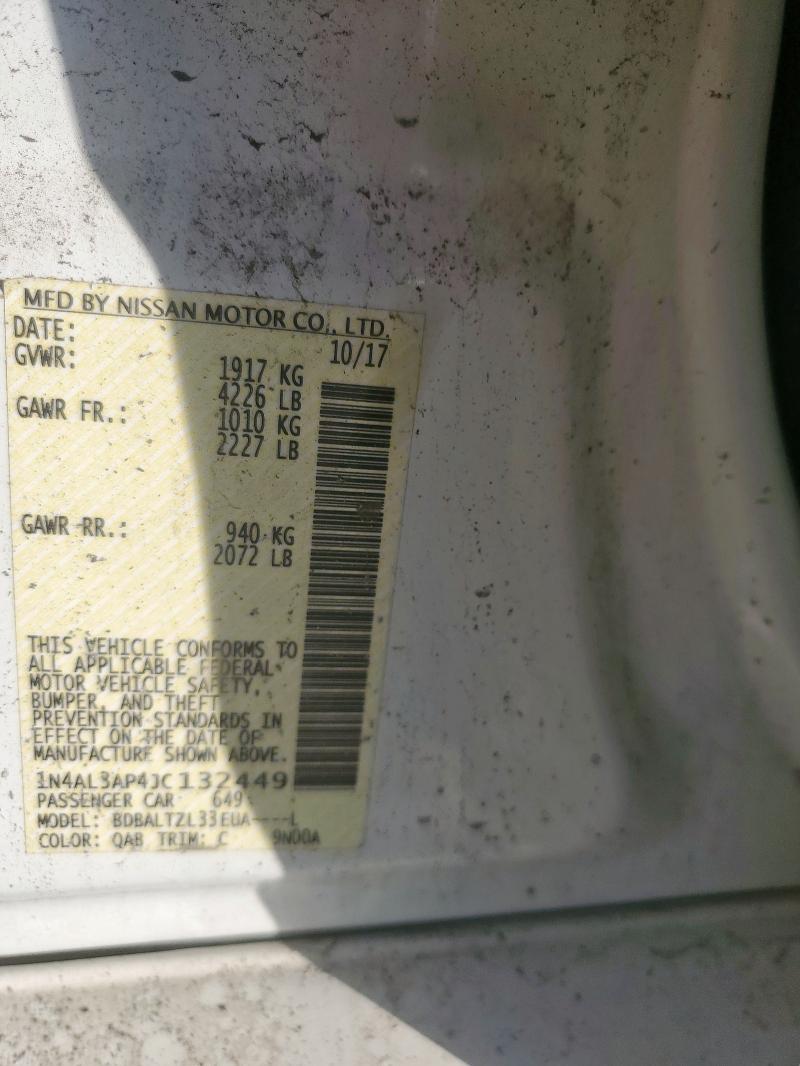 MFD BY NISSAN MOTOR CO., LTD.
DATE: 10/17
GVWR: 1917 KG
4226 LB
GAWR FR.: 1010 KG
2227 LB
GAWR RR.: 940 KG
2072 LB
THIS VEHICLE CONFORMS TO
ALL APPLICABLE FEDERAL
MOTOR VEHICLE SAFETY,
BUMPER, AND THEFT
PREVENTION STANDARDS IN
EFFECT ON THE DATE OF
MANUFACTURE SHOWN ABOVE.
1N4AL3AP4JC132449
PASSENGER CAR 649
MODEL: BDBALTZL33EUA----L
COLOR: QAB TRIM: C 9N00A